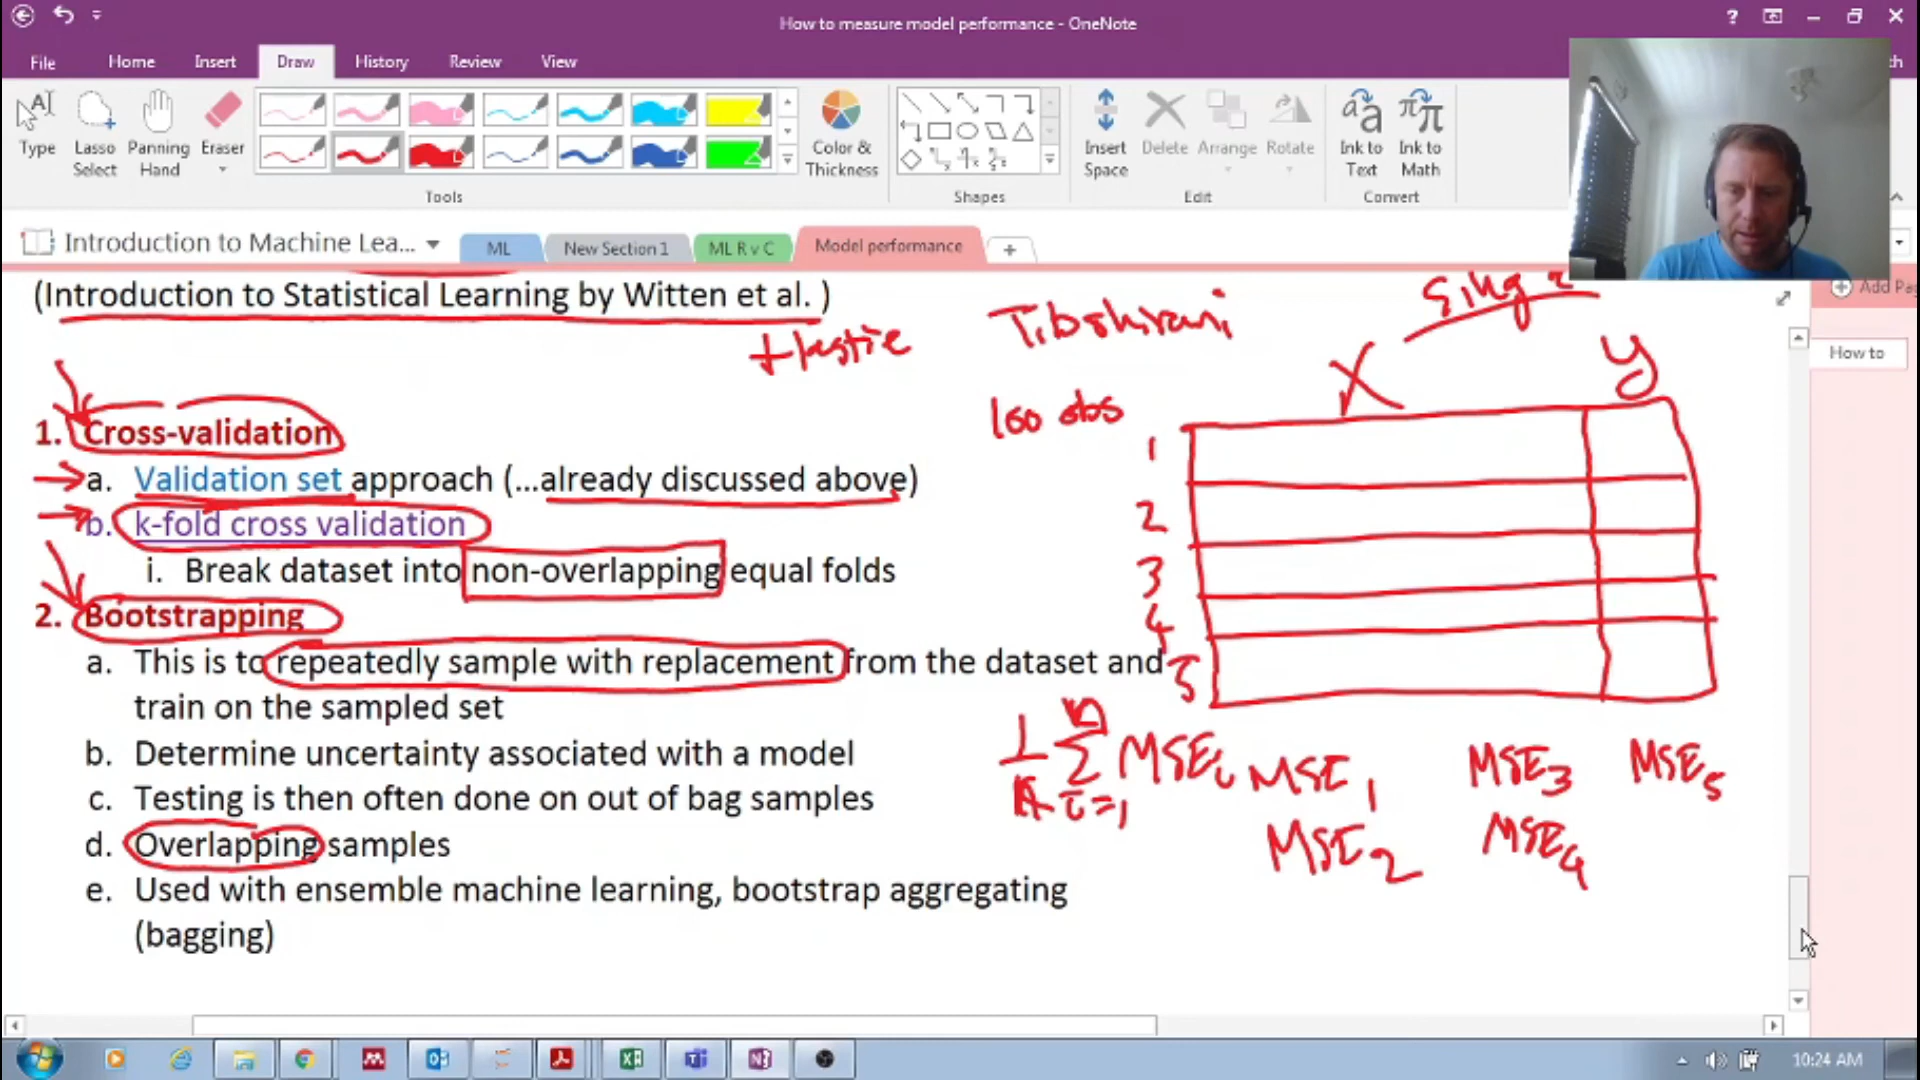 How to measure model performance - OneNote
File Home Insert Draw History Review View
Type
Lasso Select
Panning Hand
Eraser
Color & Thickness
Insert Space
Delete
Arrange
Rotate
Ink to Text
Ink to Math
Tools
Shapes
Edit
Convert
Introduction to Machine Lea...
ML
New Section 1
ML R v C
Model performance
Add Pa
How to
(Introduction to Statistical Learning by Witten et al. )
Hastie
Tibshirani
X
y
100 obs
1. Cross-validation
a. Validation set approach (...already discussed above)
b. k-fold cross validation
i. Break dataset into non-overlapping equal folds
2. Bootstrapping
a. This is to repeatedly sample with replacement from the dataset and
train on the sampled set
b. Determine uncertainty associated with a model
c. Testing is then often done on out of bag samples
d. Overlapping samples
e. Used with ensemble machine learning, bootstrap aggregating
(bagging)
1
2
3
4
5
MSE1
MSE3
MSE5
MSE2
MSE4
10:24 AM